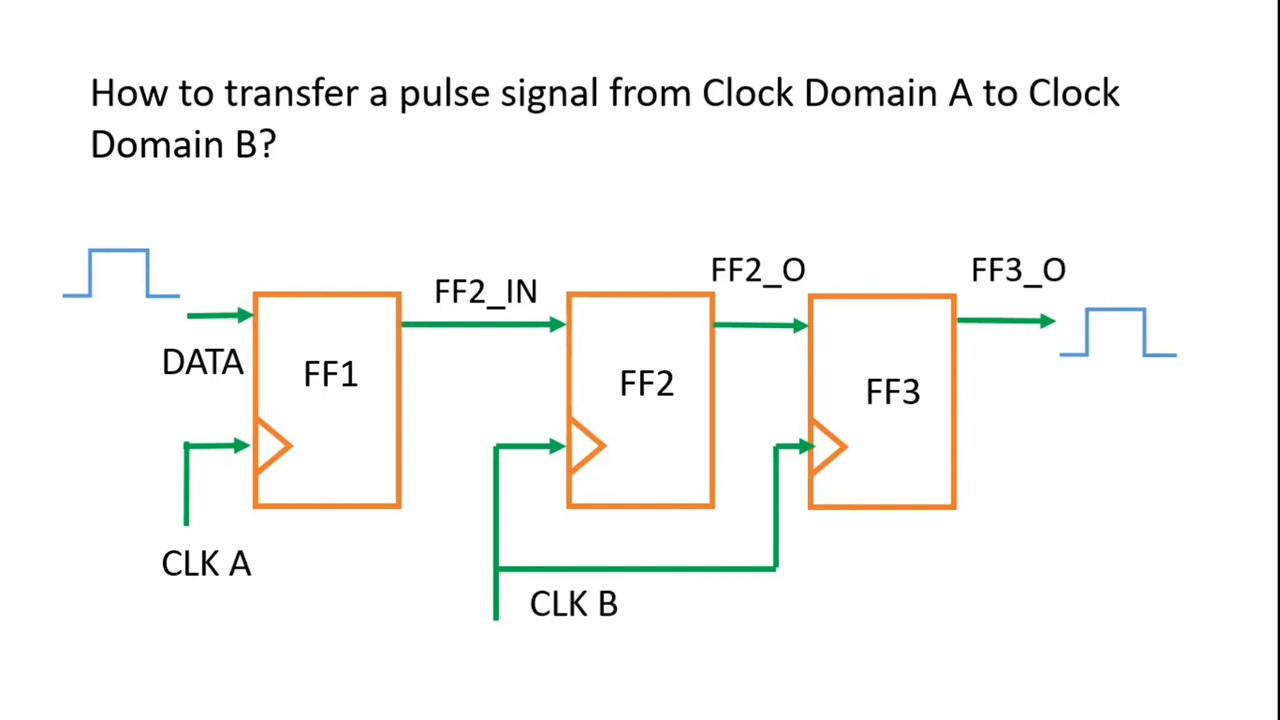 How to transfer a pulse signal from Clock Domain A to Clock
Domain B?
FF2_O
FF3_O
FF2_IN
DATA
FF1
FF2
FF3
CLK A
CLK B